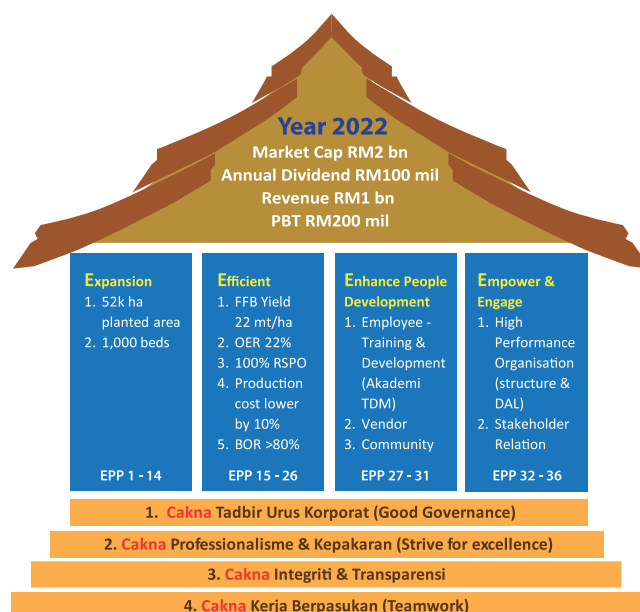 Year 2022
Market Cap RM2 bn
Annual Dividend RM100 mil
Revenue RM1 bn
PBT RM200 mil
Expansion
1. 52k ha
planted area
2. 1,000 beds
EPP 1 - 14
Efficient
1. FFB Yield
22 mt/ha
2. OER 22%
3. 100% RSPO
4. Production
cost lower
by 10%
5. BOR >80%
EPP 15 - 26
Enhance People
Development
1. Employee -
Training &
Development
(Akademi
TDM)
2. Vendor
3. Community
EPP 27 - 31
Empower &
Engage
1. High
Performance
Organisation
(structure &
DAL)
2. Stakeholder
Relation
EPP 32 - 36
1. Cakna Tadbir Urus Korporat (Good Governance)
2. Cakna Professionalisme & Kepakaran (Strive for excellence)
3. Cakna Integriti & Transparensi
4. Cakna Kerja Berpasukan (Teamwork)